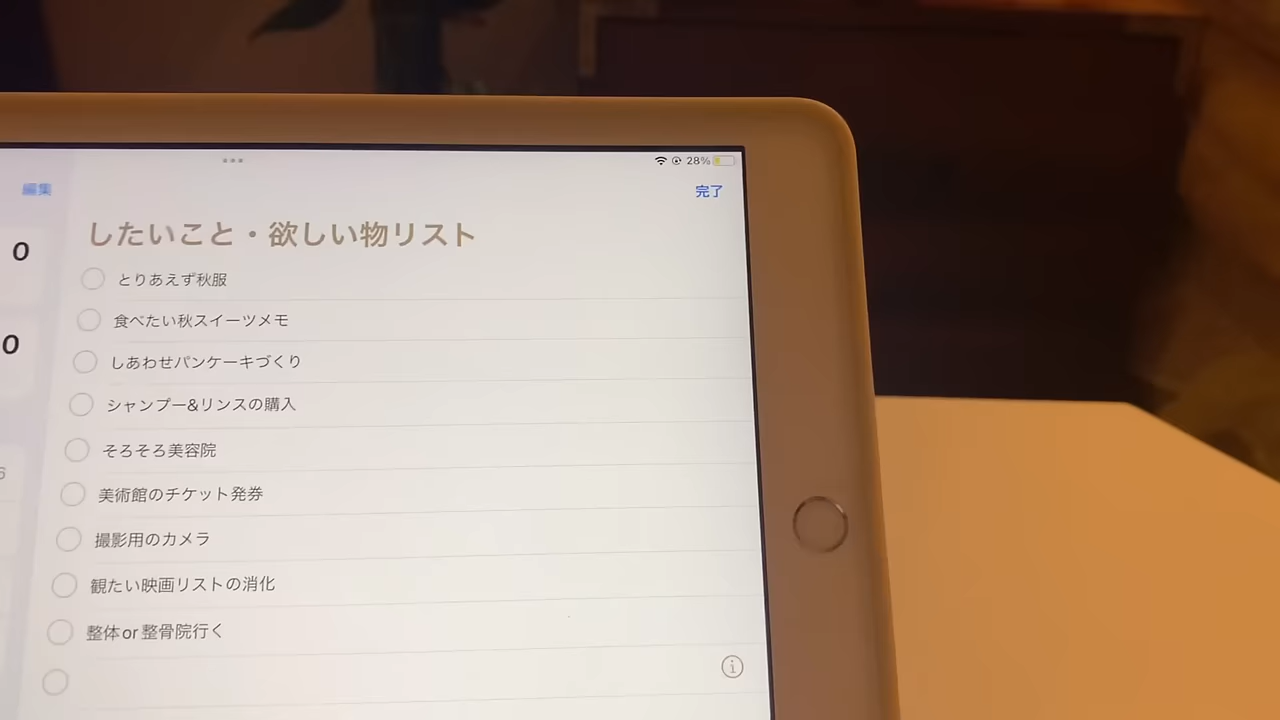 28%
編集
完了
0
したいこと・欲しい物リスト
とりあえず秋服
食べたい秋スイーツメモ
0
しあわせパンケーキづくり
シャンプー&リンスの購入
そろそろ美容院
6
美術館のチケット発券
撮影用のカメラ
観たい映画リストの消化
整体or整骨院行く